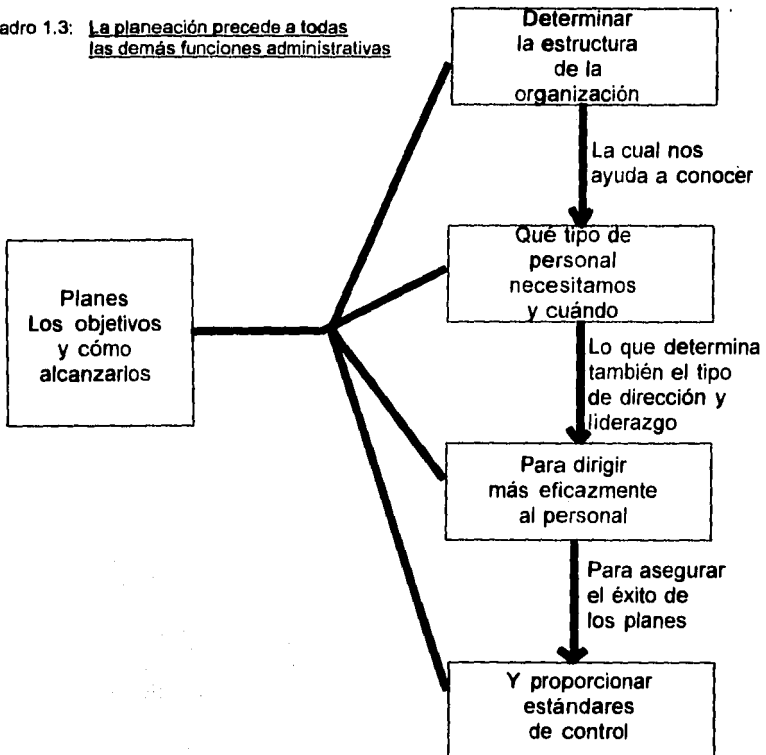 adro 1.3: La planeación precede a todas
las demás funciones administrativas
Determinar
la estructura
de la
organización
La cual nos
ayuda a conocer
Qué tipo de
personal
necesitamos
y cuándo
Planes
Los objetivos
y cómo
alcanzarlos
Lo que determina
también el tipo
de dirección y
liderazgo
Para dirigir
más eficazmente
al personal
Para asegurar
el éxito de
los planes
Y proporcionar
estándares
de control